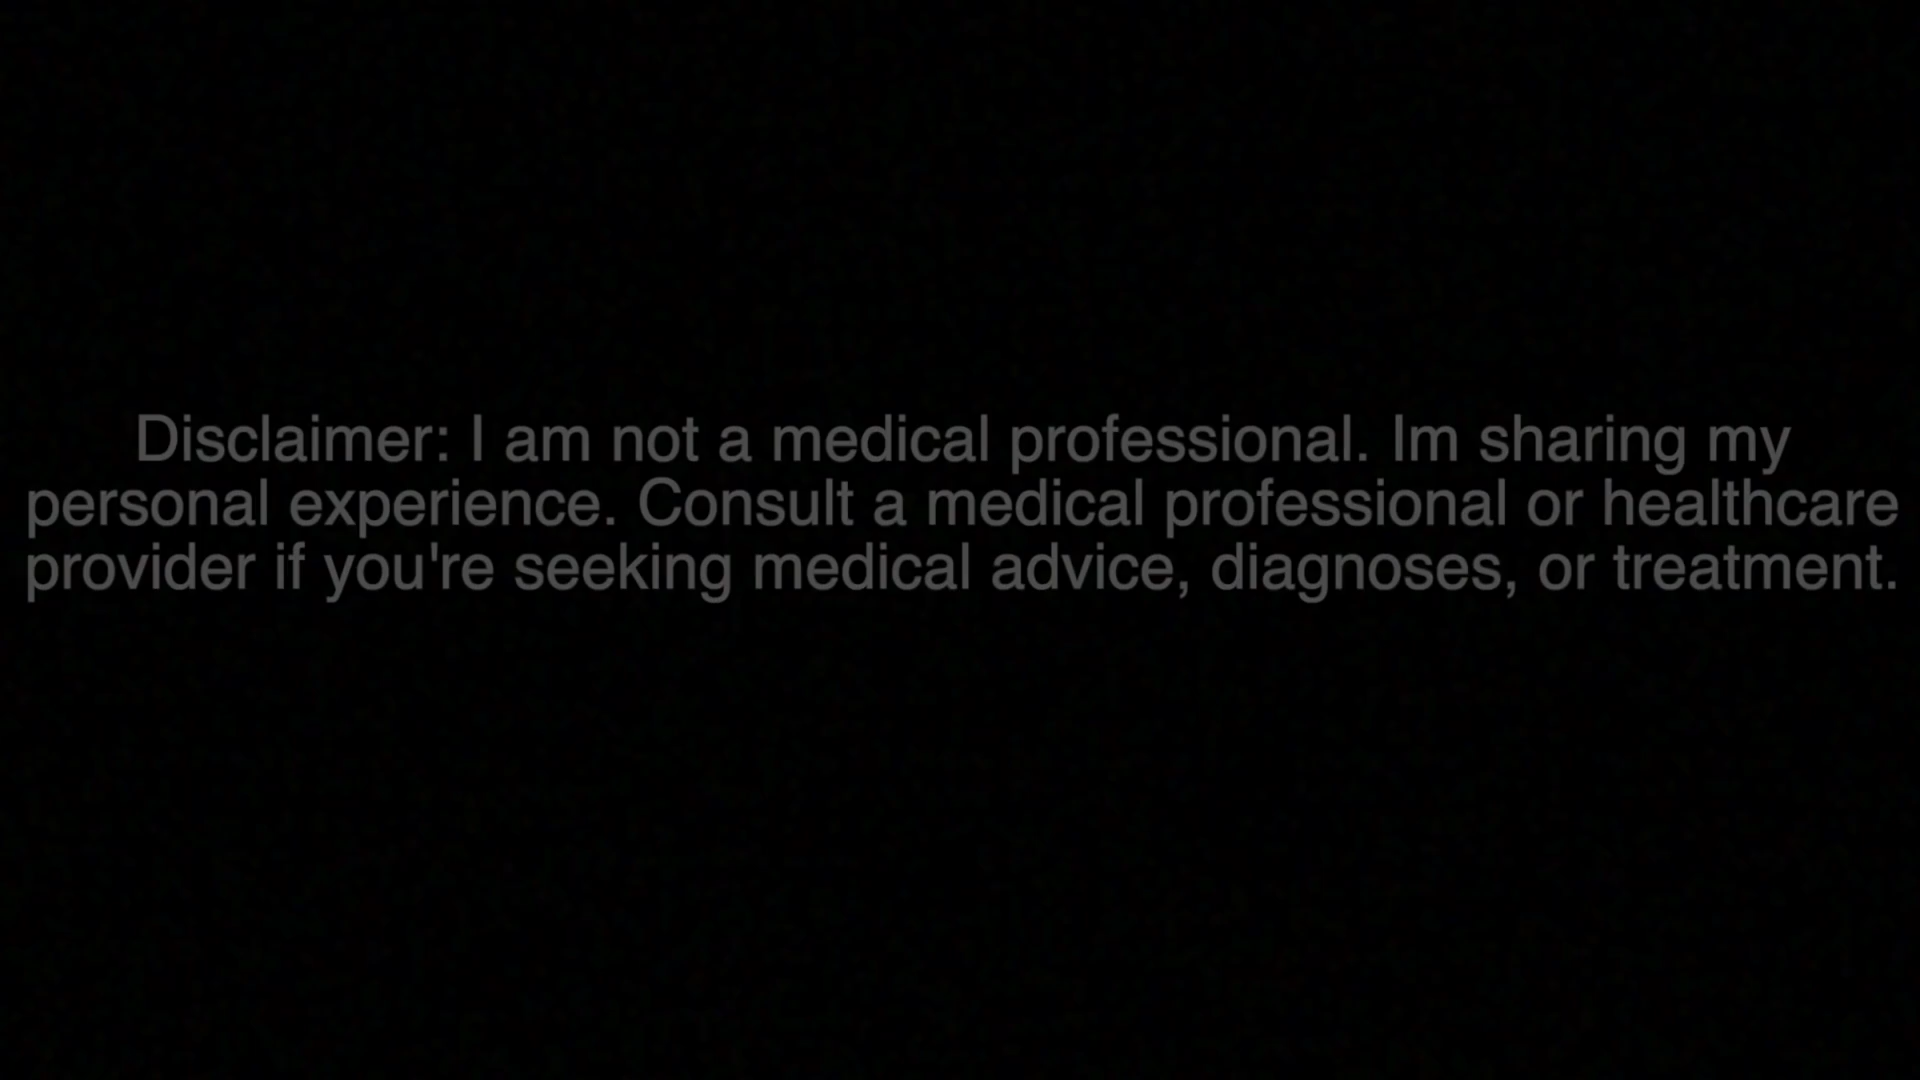 Disclaimer: I am not a medical professional. Im sharing my
personal experience. Consult a medical professional or healthcare
provider if you're seeking medical advice, diagnoses, or treatment.